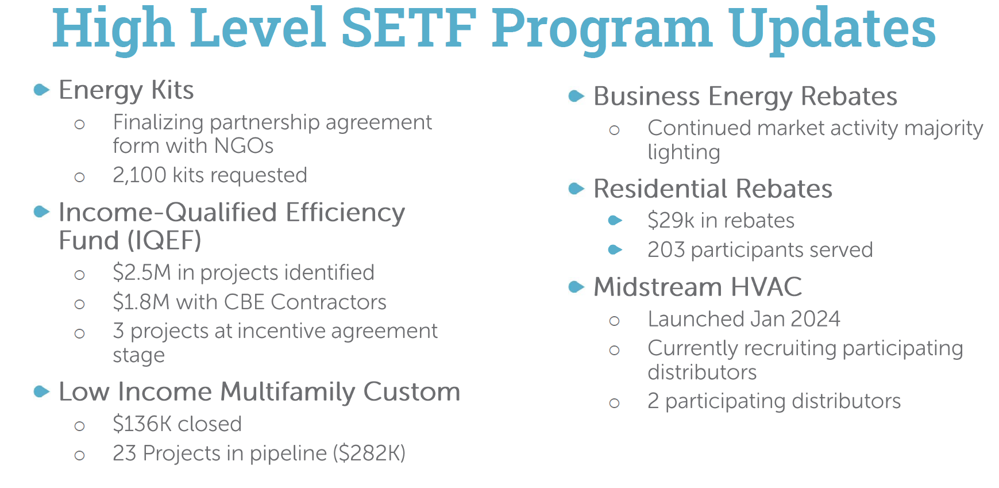 High Level SETF Program Updates
Energy Kits
Finalizing partnership agreement
form with NGOs
2,100 kits requested
Income-Qualified Efficiency
Fund (IQEF)
$2.5M in projects identified
$1.8M with CBE Contractors
3 projects at incentive agreement
stage
Low Income Multifamily Custom
$136K closed
23 Projects in pipeline ($282K)
Business Energy Rebates
Continued market activity majority
lighting
Residential Rebates
$29k in rebates
203 participants served
Midstream HVAC
Launched Jan 2024
Currently recruiting participating
distributors
2 participating distributors